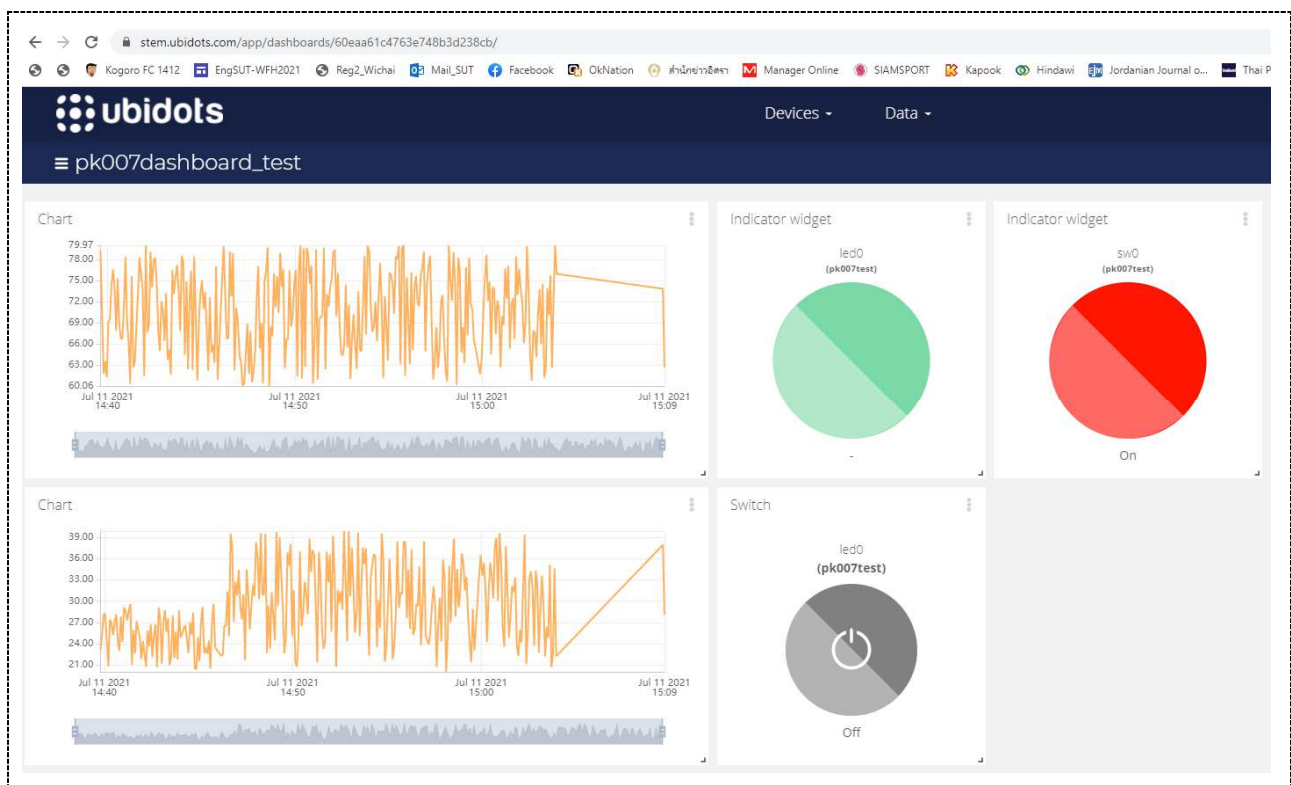 stem.ubidots.com/app/dashboards/60eaa61c4763e748b3d238cb/
Kogoro FC 1412 EngSUT-WFH2021 Reg2_Wichai Mail_SUT Facebook OkNation สำนักข่าวอิศรา Manager Online SIAMSPORT Kapook Hindawi Jordanian Journal o... Thai P
ubidots
Devices Data
pk007dashboard_test
Chart
79.97
78.00
75.00
72.00
69.00
66.00
63.00
60.06
Jul 11 2021 14:40
Jul 11 2021 14:50
Jul 11 2021 15:00
Jul 11 2021 15:09
Indicator widget
led0
(pk007test)
-
Indicator widget
sw0
(pk007test)
On
Chart
39.00
36.00
33.00
30.00
27.00
24.00
21.00
Jul 11 2021 14:40
Jul 11 2021 14:50
Jul 11 2021 15:00
Jul 11 2021 15:09
Switch
led0
(pk007test)
Off